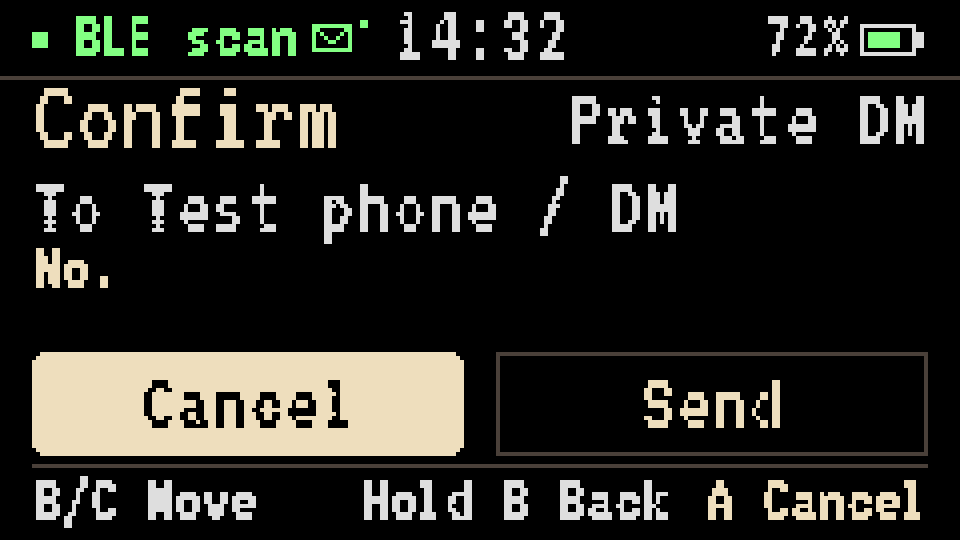 BLE scan 14:32 72%
Confirm Private DM
To Test phone / DM
No.
Cancel Send
B/C Move Hold B Back A Cancel